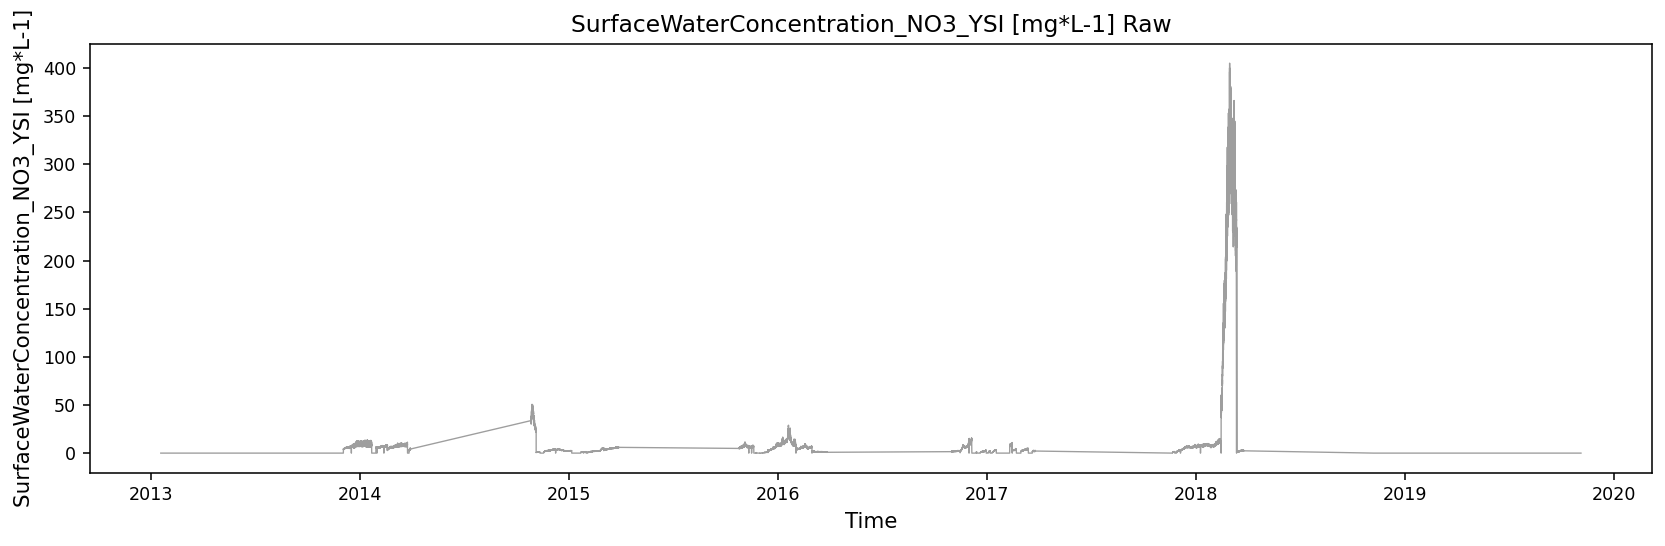 SurfaceWaterConcentration_NO3_YSI [mg*L-1] Raw
SurfaceWaterConcentration_NO3_YSI [mg*L-1]
400
350
300
250
200
150
100
50
0
2013 2014 2015 2016 2017 2018 2019 2020
Time